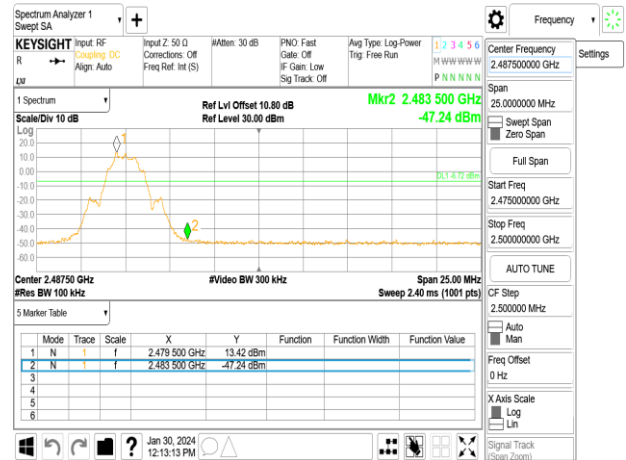 Spectrum Analyzer 1
Swept SA
Frequency
KEYSIGHT
R
Input: RF
Coupling: DC
Align: Auto
Input Z: 50 Ω
Corrections: Off
Freq Ref: Int (S)
#Atten: 30 dB
PNO: Fast
Gate: Off
IF Gain: Low
Sig Track: Off
Avg Type: Log-Power
Trig: Free Run
1 2 3 4 5 6
M W W W W W
P N N N N N
Center Frequency
2.487500000 GHz
Settings
Span
25.0000000 MHz
Swept Span
Zero Span
Full Span
Start Freq
2.475000000 GHz
Stop Freq
2.500000000 GHz
AUTO TUNE
CF Step
2.500000 MHz
Auto
Man
Freq Offset
0 Hz
X Axis Scale
Log
Lin
Signal Track
(Span Zoom)
1 Spectrum
Scale/Div 10 dB
Ref Lvl Offset 10.80 dB
Ref Level 30.00 dBm
Mkr2 2.483 500 GHz
-47.24 dBm
Log
20.0
10.0
0.00
-10.0
-20.0
-30.0
-40.0
-50.0
-60.0
1
2
DL1 -6.72 dBm
Center 2.48750 GHz
#Video BW 300 kHz
Span 25.00 MHz
#Res BW 100 kHz
Sweep 2.40 ms (1001 pts)
5 Marker Table
Mode Trace Scale X Y Function Function Width Function Value
1 N 1 f 2.479 500 GHz 13.42 dBm
2 N 1 f 2.483 500 GHz -47.24 dBm
3
4
5
6
?
Jan 30, 2024
12:13:13 PM